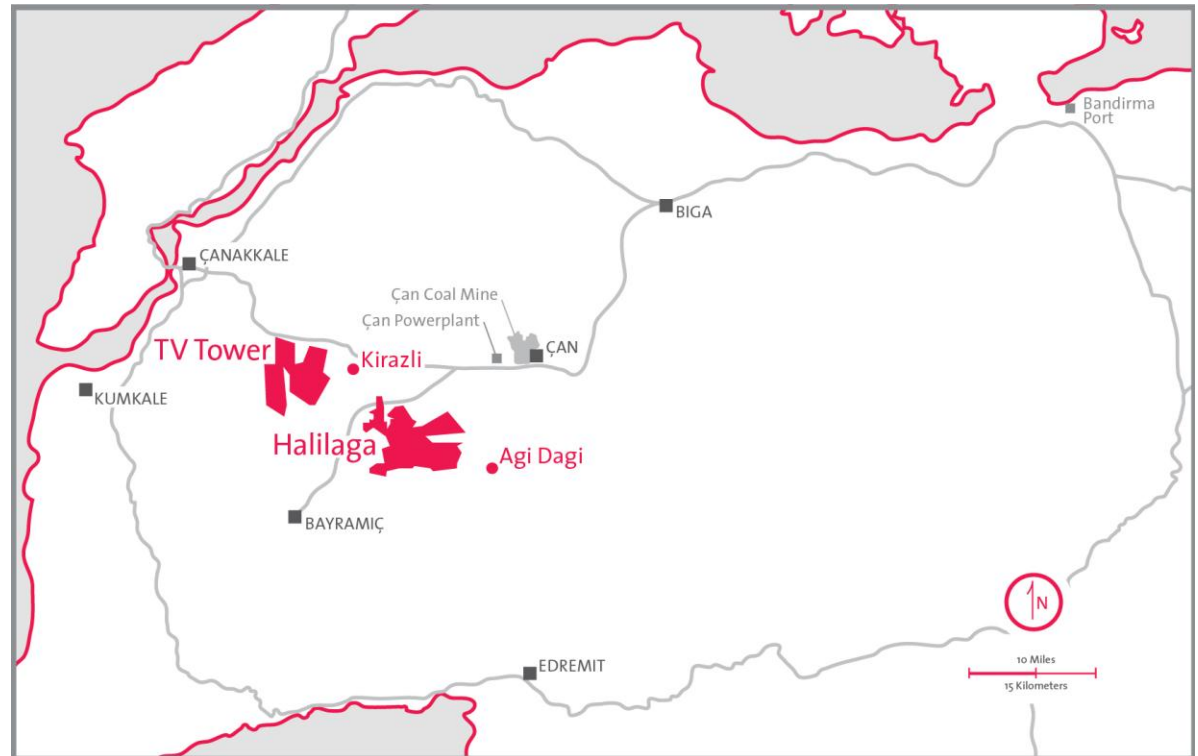 Bandirma
Port
BIGA
ÇANAKKALE
Çan Coal Mine
Çan Powerplant
TV Tower
ÇAN
Kirazli
KUMKALE
Halilaga
Agi Dagi
BAYRAMIÇ
N
10 Miles
15 Kilometers
EDREMIT